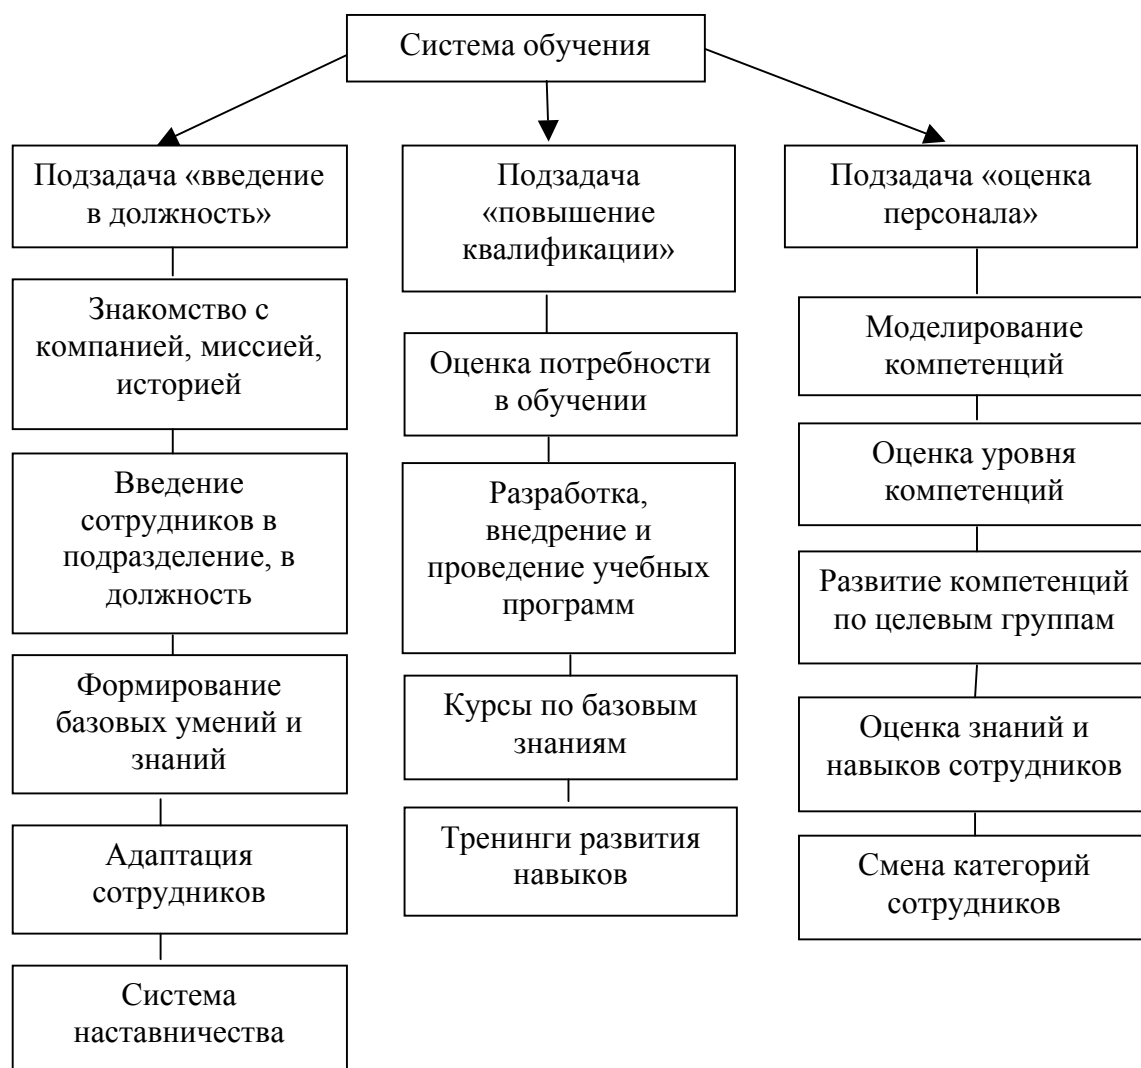 Система обучения
Подзадача «введение
в должность»
Знакомство с
компанией, миссией,
историей
Введение
сотрудников в
подразделение, в
должность
Формирование
базовых умений и
знаний
Адаптация
сотрудников
Система
наставничества
Подзадача
«повышение
квалификации»
Оценка потребности
в обучении
Разработка,
внедрение и
проведение учебных
программ
Курсы по базовым
знаниям
Тренинги развития
навыков
Подзадача «оценка
персонала»
Моделирование
компетенций
Оценка уровня
компетенций
Развитие компетенций
по целевым группам
Оценка знаний и
навыков сотрудников
Смена категорий
сотрудников